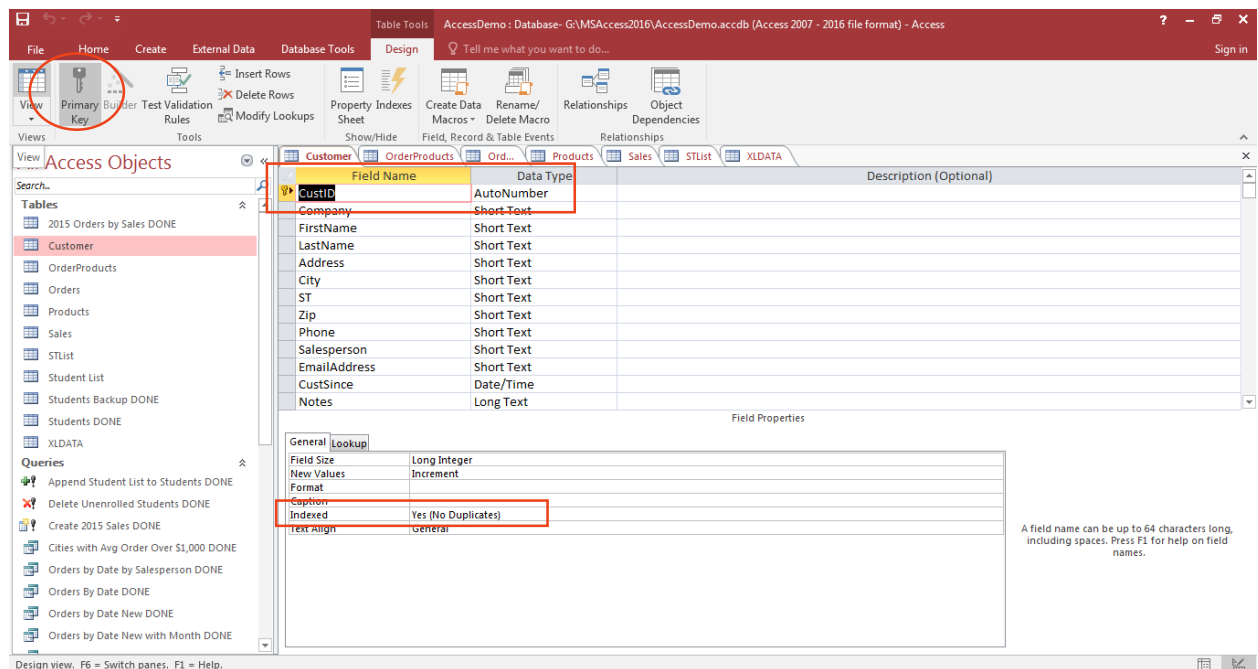 Table Tools AccessDemo : Database- G:\MSAccess2016\AccessDemo.accdb (Access 2007 - 2016 file format) - Access ?
File Home Create External Data Database Tools Design Tell me what you want to do... Sign in
View
Primary Key
Builder
Test Validation Rules
Insert Rows
Delete Rows
Modify Lookups
Property Sheet
Indexes
Create Data Macros
Rename/ Delete Macro
Relationships
Object Dependencies
Views Tools Show/Hide Field, Record & Table Events Relationships
View
Access Objects
Search...
Tables
2015 Orders by Sales DONE
Customer
OrderProducts
Orders
Products
Sales
STList
Student List
Students Backup DONE
Students DONE
XLDATA
Queries
Append Student List to Students DONE
Delete Unenrolled Students DONE
Create 2015 Sales DONE
Cities with Avg Order Over $1,000 DONE
Orders by Date by Salesperson DONE
Orders By Date DONE
Orders by Date New DONE
Orders by Date New with Month DONE
Customer OrderProducts Ord... Products Sales STList XLDATA
Field Name Data Type Description (Optional)
CustID AutoNumber
Company Short Text
FirstName Short Text
LastName Short Text
Address Short Text
City Short Text
ST Short Text
Zip Short Text
Phone Short Text
Salesperson Short Text
EmailAddress Short Text
CustSince Date/Time
Notes Long Text
Field Properties
General Lookup
Field Size Long Integer
New Values Increment
Format
Caption
Indexed Yes (No Duplicates)
Text Align General
A field name can be up to 64 characters long,
including spaces. Press F1 for help on field
names.
Design view. F6 = Switch panes. F1 = Help.